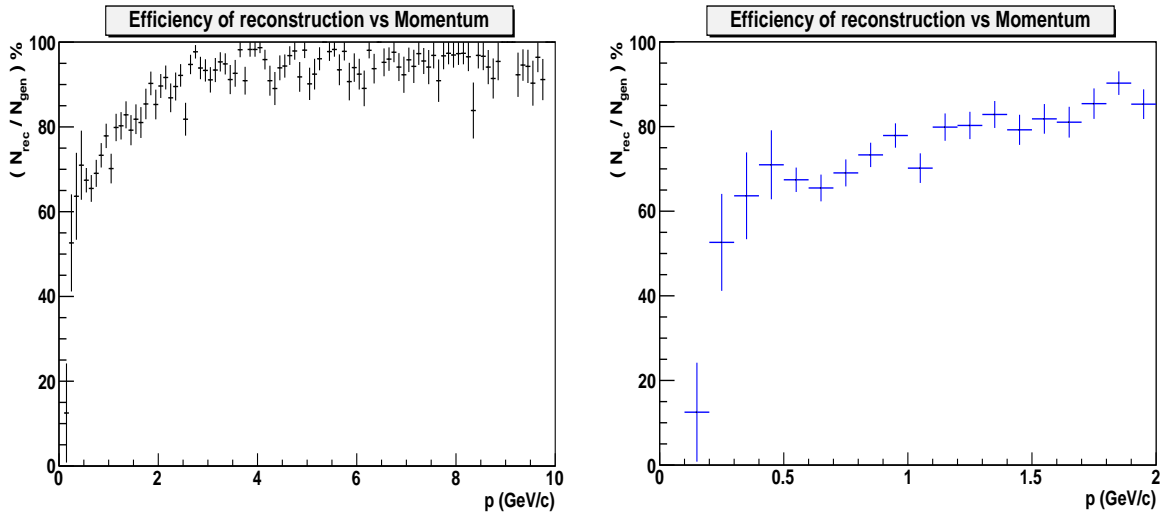 Efficiency of reconstruction vs Momentum
( N_rec / N_gen ) %
100
80
60
40
20
0
0 2 4 6 8 10
p (GeV/c)
Efficiency of reconstruction vs Momentum
( N_rec / N_gen ) %
100
80
60
40
20
0
0 0.5 1 1.5 2
p (GeV/c)